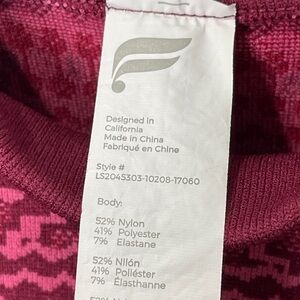 Designed in
California
Made in China
Fabriqué en Chine
Style #
LS2045303-10208-17060
Body:
52% Nylon
41% Polyester
7% Elastane
52% Nilón
41% Poliéster
7% Élasthanne